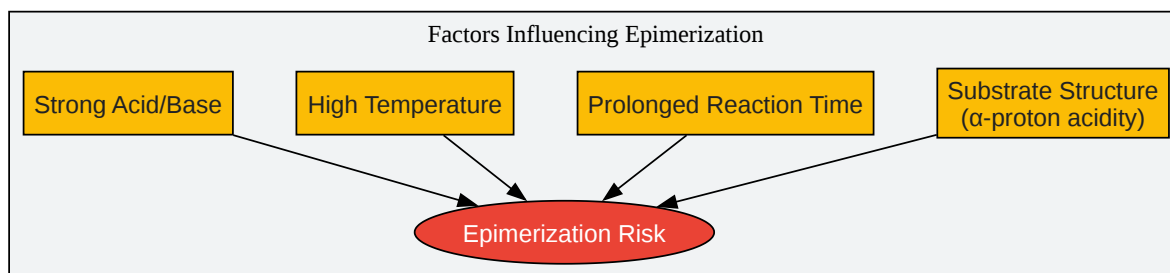 Factors Influencing Epimerization
Strong Acid/Base
High Temperature
Prolonged Reaction Time
Substrate Structure
(α-proton acidity)
Epimerization Risk